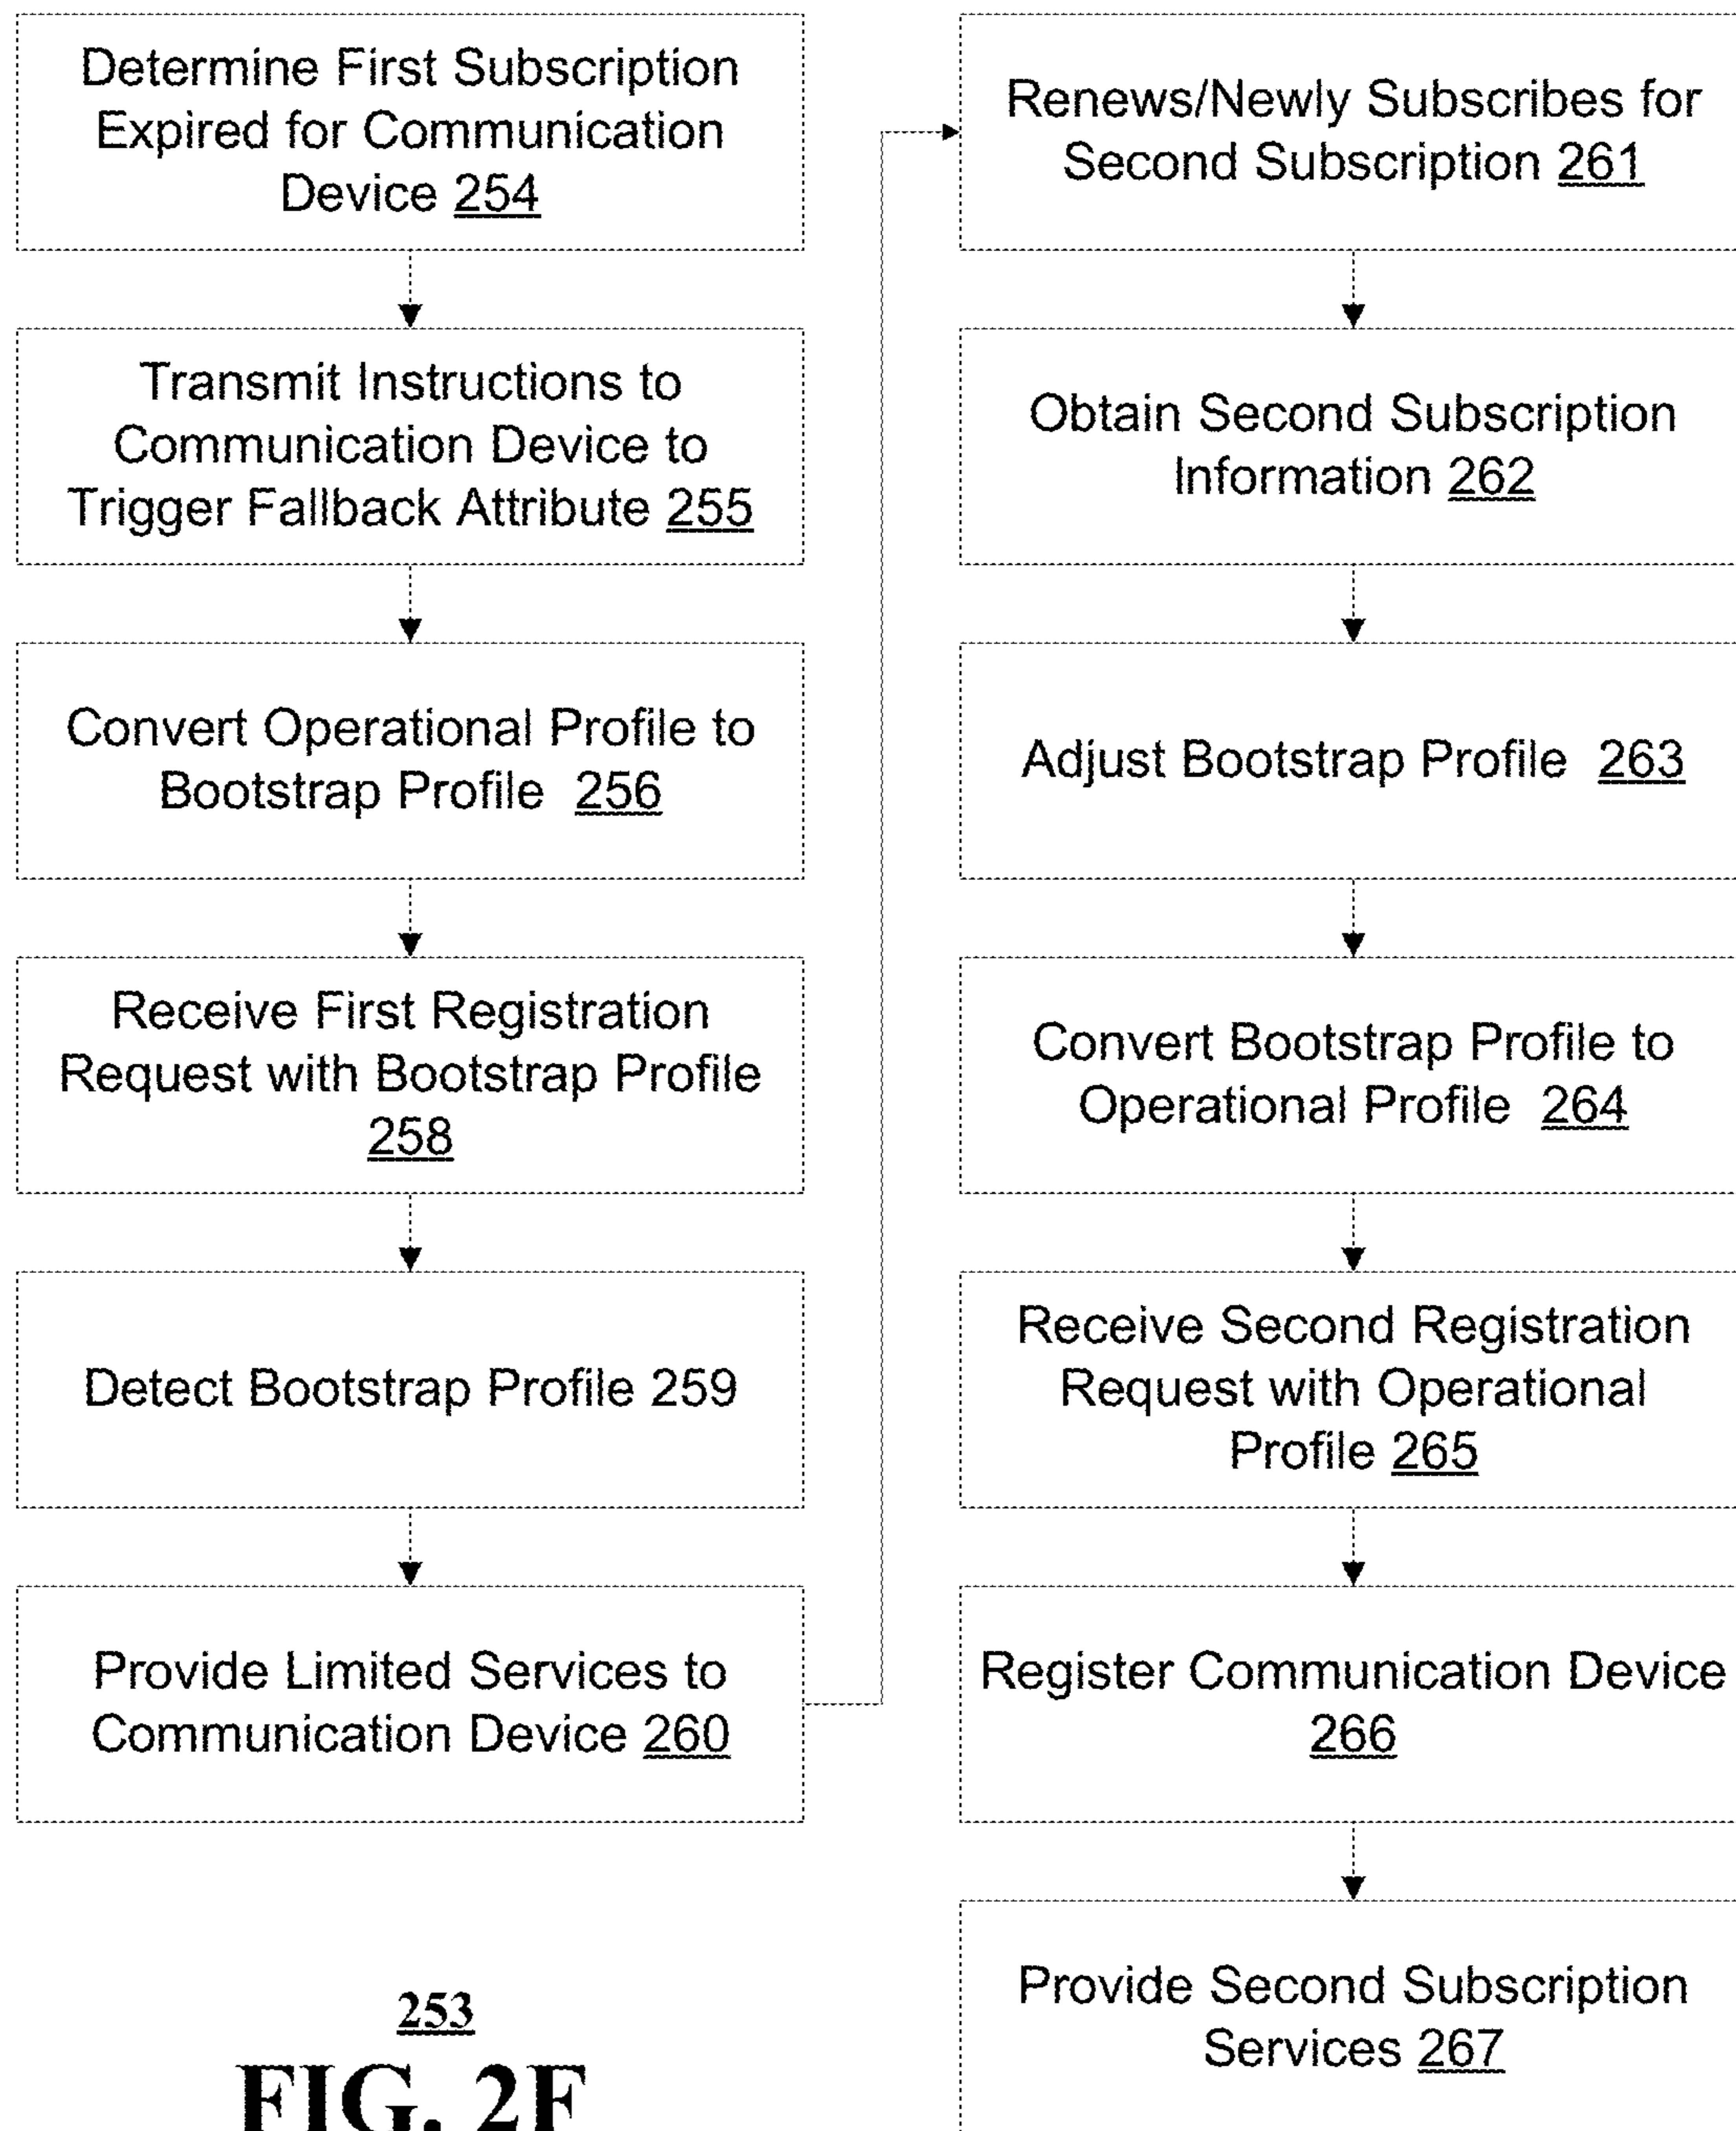 Determine First Subscription
Expired for Communication
Device 254
Transmit Instructions to
Communication Device to
Trigger Fallback Attribute 255
Convert Operational Profile to
Bootstrap Profile 256
Receive First Registration
Request with Bootstrap Profile
258
Detect Bootstrap Profile 259
Provide Limited Services to
Communication Device 260
Renews/Newly Subscribes for
Second Subscription 261
Obtain Second Subscription
Information 262
Adjust Bootstrap Profile 263
Convert Bootstrap Profile to
Operational Profile 264
Receive Second Registration
Request with Operational
Profile 265
Register Communication Device
266
Provide Second Subscription
Services 267
253
FIG. 2F